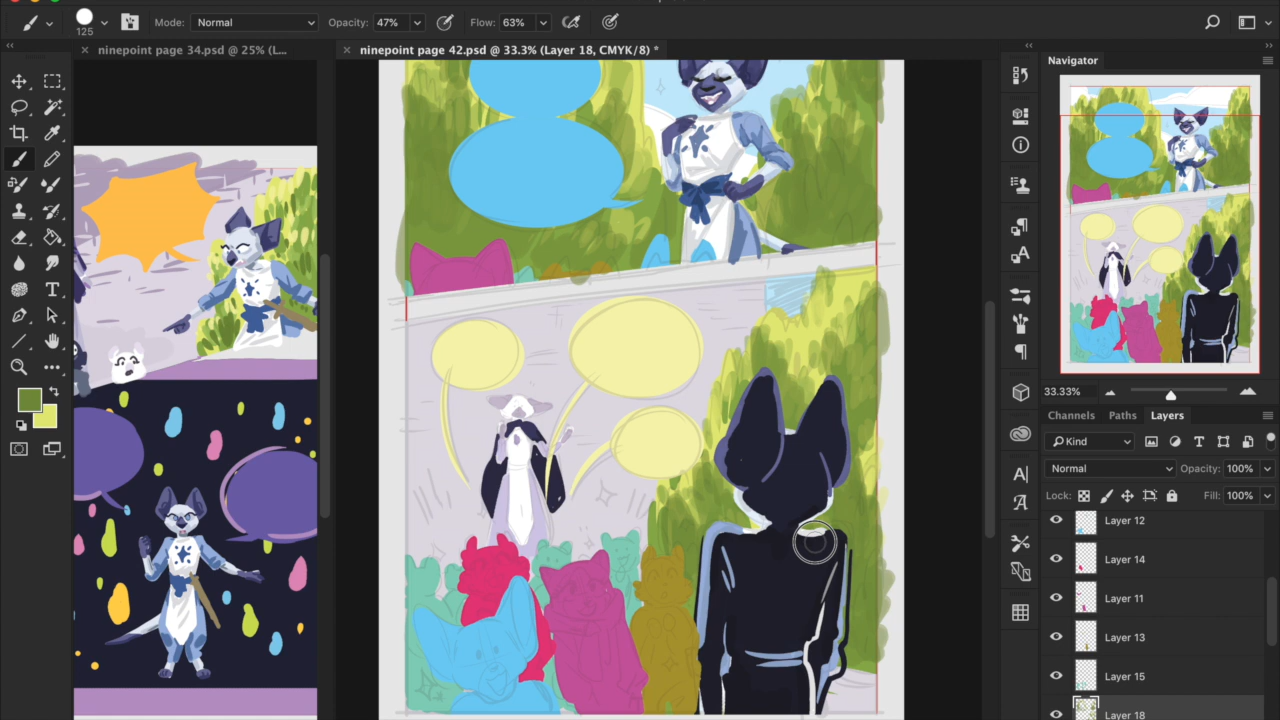 Mode: Normal Opacity: 47% Flow: 63%
125
ninepoint page 34.psd @ 25% (L...
ninepoint page 42.psd @ 33.3% (Layer 18, CMYK/8) *
Navigator
33.33%
Channels Paths Layers
Kind
Normal Opacity: 100%
Lock: Fill: 100%
Layer 12
Layer 14
Layer 11
Layer 13
Layer 15
Layer 18